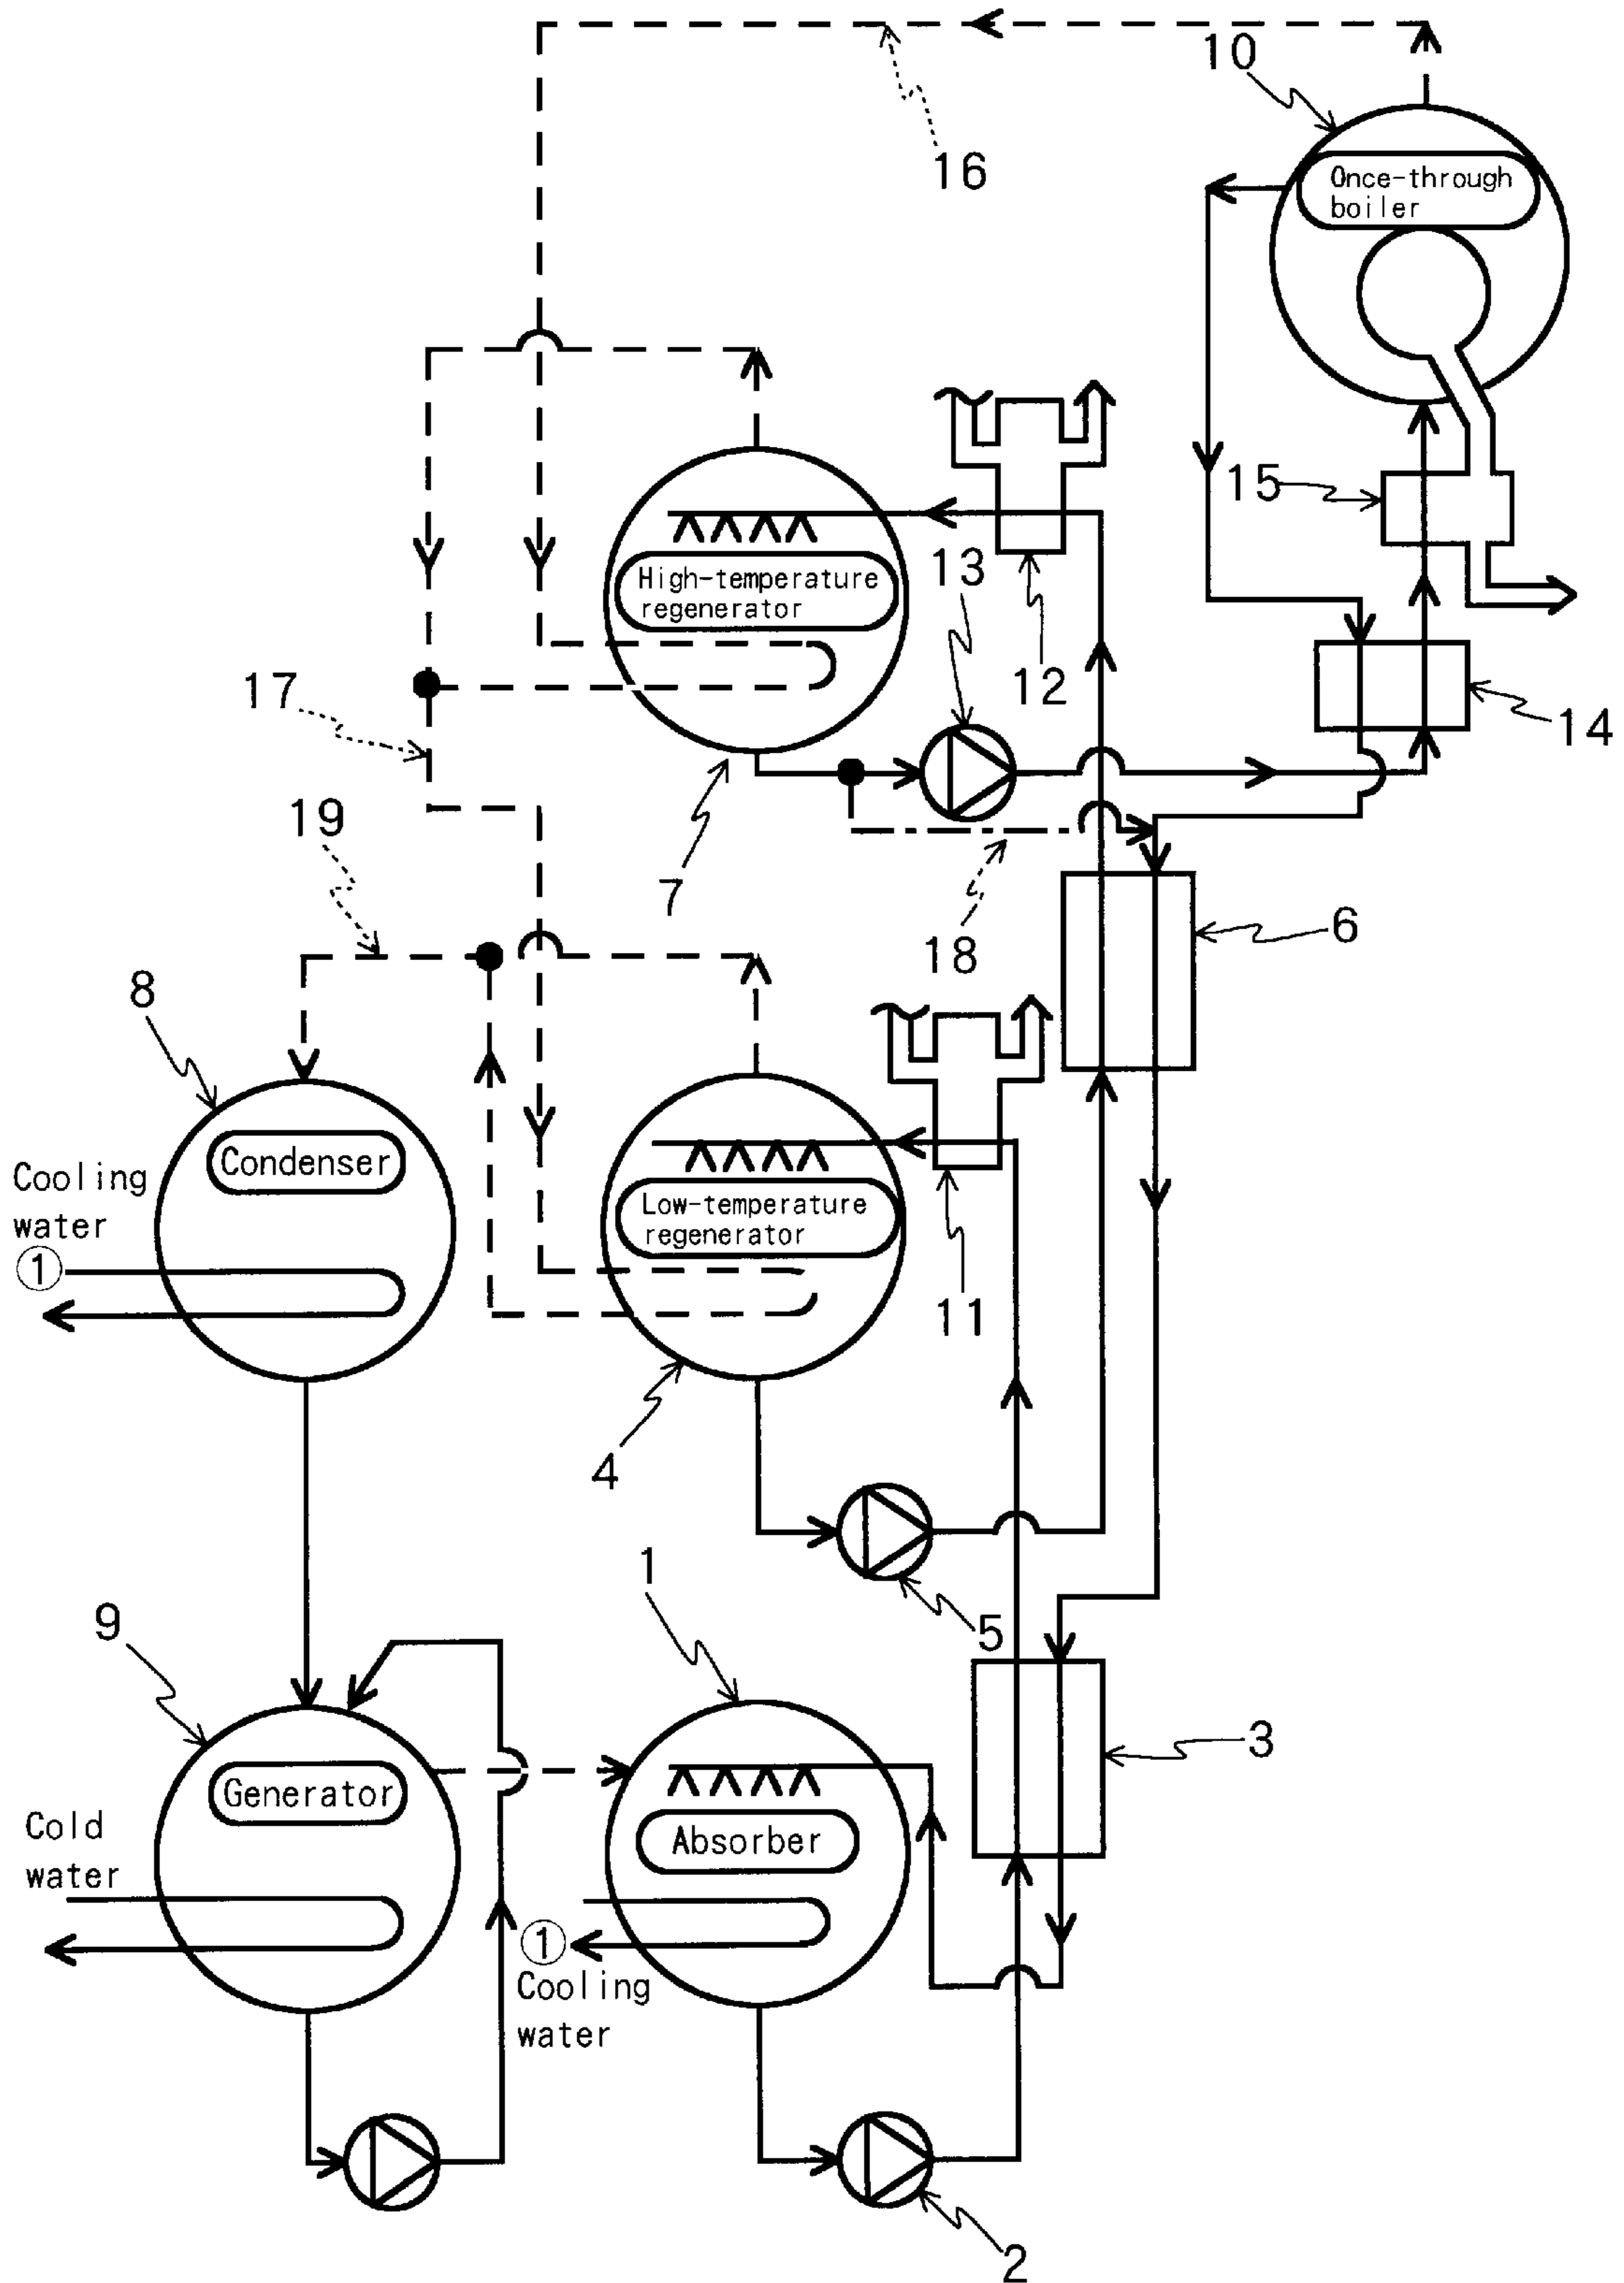 10
16
Once-through
boiler
15
13
High-temperature
regenerator
12
17
14
19
7
18
6
8
Condenser
Cooling
water
①
Low-temperature
regenerator
11
4
1
5
9
3
Generator
Absorber
Cold
water
①
Cooling
water
2